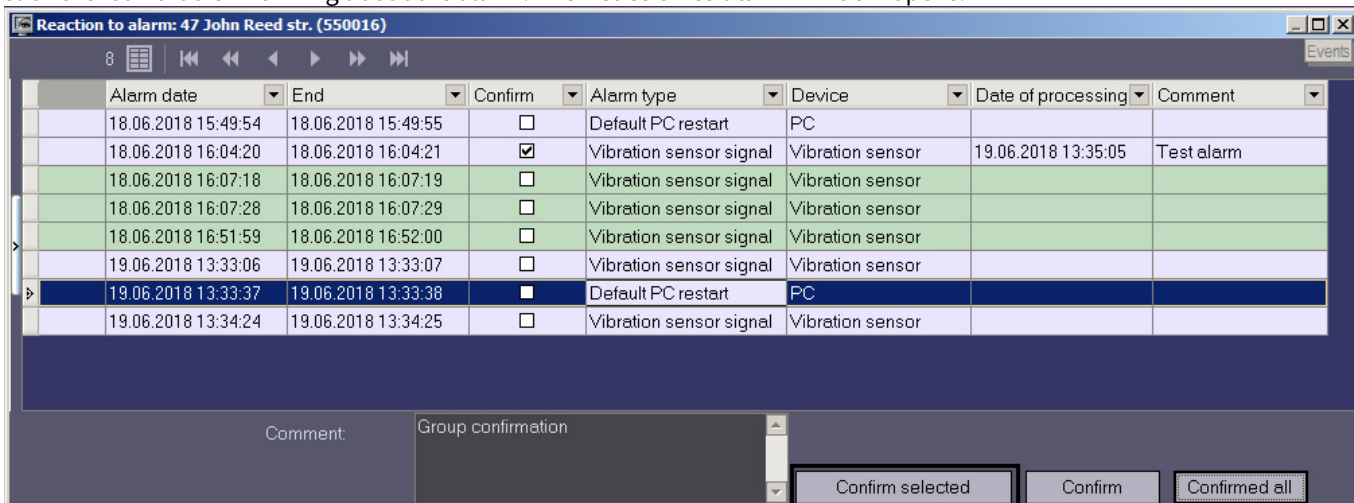 Reaction to alarm: 47 John Reed str. (550016)
8
Events
Alarm date End Confirm Alarm type Device Date of processing Comment
18.06.2018 15:49:54 18.06.2018 15:49:55 Default PC restart PC
18.06.2018 16:04:20 18.06.2018 16:04:21 Vibration sensor signal Vibration sensor 19.06.2018 13:35:05 Test alarm
18.06.2018 16:07:18 18.06.2018 16:07:19 Vibration sensor signal Vibration sensor
18.06.2018 16:07:28 18.06.2018 16:07:29 Vibration sensor signal Vibration sensor
18.06.2018 16:51:59 18.06.2018 16:52:00 Vibration sensor signal Vibration sensor
19.06.2018 13:33:06 19.06.2018 13:33:07 Vibration sensor signal Vibration sensor
19.06.2018 13:33:37 19.06.2018 13:33:38 Default PC restart PC
19.06.2018 13:34:24 19.06.2018 13:34:25 Vibration sensor signal Vibration sensor
Comment: Group confirmation
Confirm selected Confirm Confirmed all